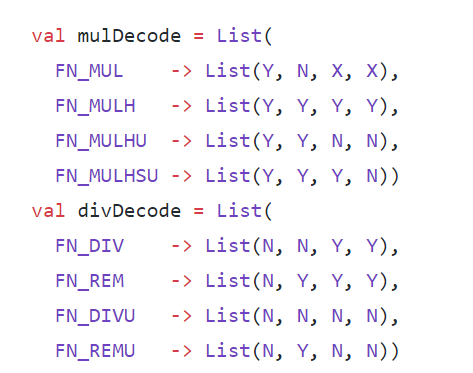 val mulDecode = List(
  FN_MUL    -> List(Y, N, X, X),
  FN_MULH   -> List(Y, Y, Y, Y),
  FN_MULHU  -> List(Y, Y, N, N),
  FN_MULHSU -> List(Y, Y, Y, N))
val divDecode = List(
  FN_DIV    -> List(N, N, Y, Y),
  FN_REM    -> List(N, Y, Y, Y),
  FN_DIVU   -> List(N, N, N, N),
  FN_REMU   -> List(N, Y, N, N))